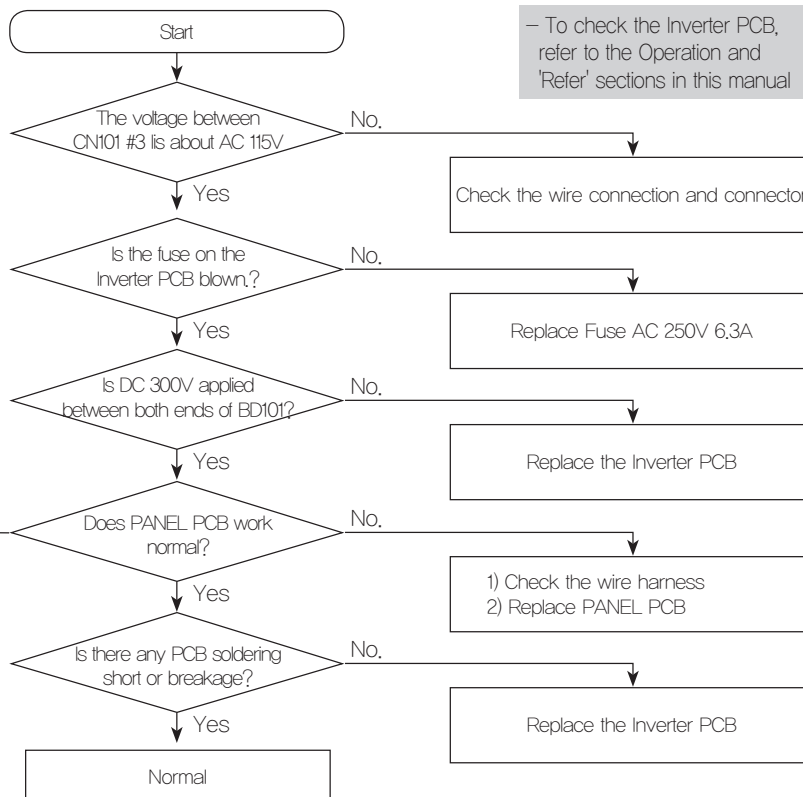 Start
– To check the Inverter PCB,
refer to the Operation and
'Refer' sections in this manual
The voltage between
CN101 #3 lis about AC 115V
No.
Check the wire connection and connector
Yes
Is the fuse on the
Inverter PCB blown.?
No.
Replace Fuse AC 250V 6.3A
Yes
Is DC 300V applied
between both ends of BD101?
No.
Replace the Inverter PCB
Yes
Does PANEL PCB work
normal?
No.
1) Check the wire harness
2) Replace PANEL PCB
Yes
Is there any PCB soldering
short or breakage?
No.
Replace the Inverter PCB
Yes
Normal